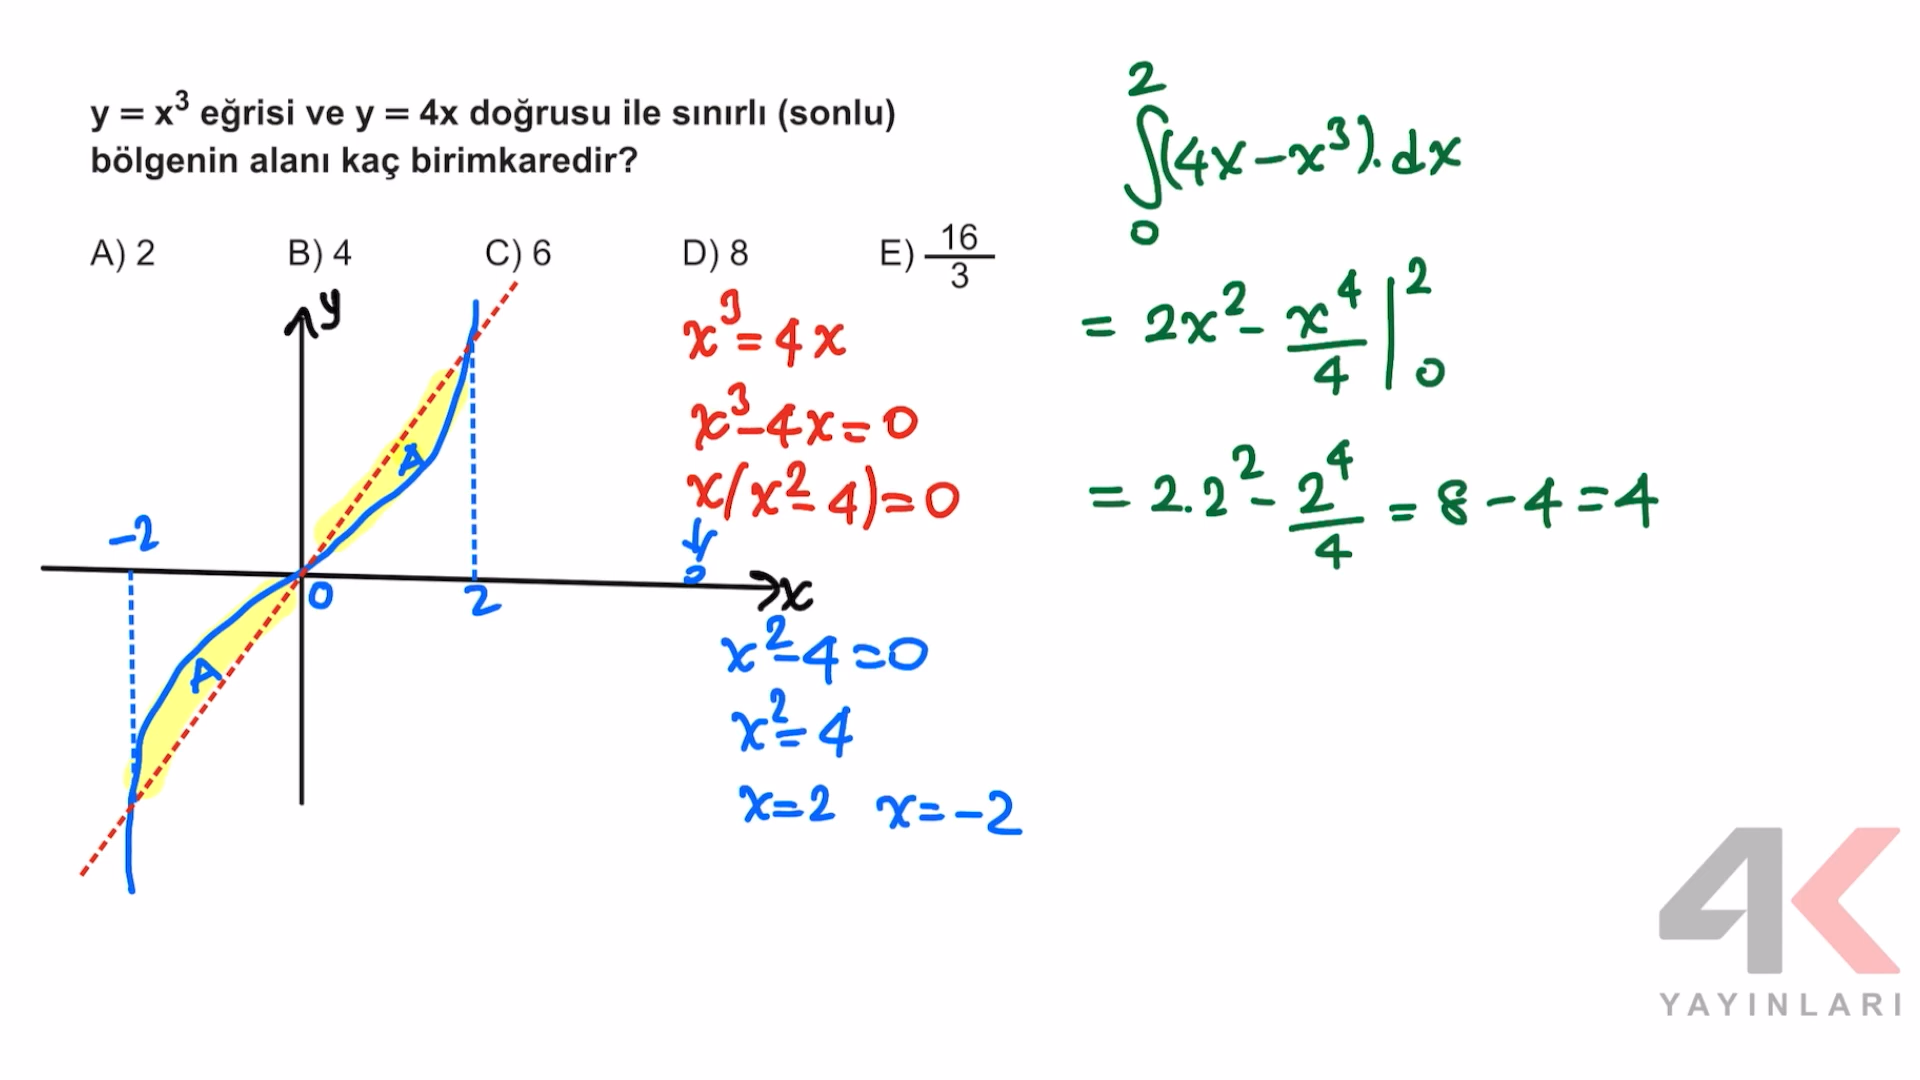 y = x³ eğrisi ve y = 4x doğrusu ile sınırlı (sonlu)
bölgenin alanı kaç birimkaredir?
A) 2 B) 4 C) 6 D) 8 E) 16/3
y
x
-2
0
2
A
A
x³ = 4x
x³ - 4x = 0
x(x² - 4) = 0
0
x² - 4 = 0
x² = 4
x = 2 x = -2
∫₀² (4x - x³).dx
= 2x² - x⁴/4 |₀²
= 2.2² - 2⁴/4 = 8 - 4 = 4
4K
YAYINLARI